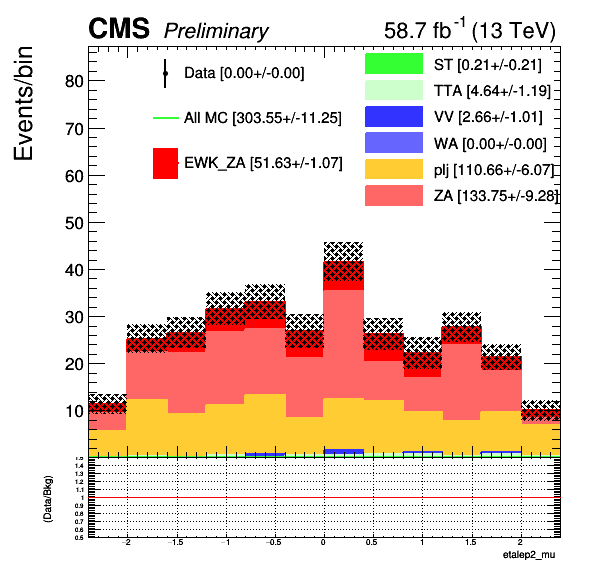 CMS Preliminary 58.7 fb-1 (13 TeV)
Events/bin
Data [0.00+/-0.00]
All MC [303.55+/-11.25]
EWK_ZA [51.63+/-1.07]
ST [0.21+/-0.21]
TTA [4.64+/-1.19]
VV [2.66+/-1.01]
WA [0.00+/-0.00]
plj [110.66+/-6.07]
ZA [133.75+/-9.28]
80
70
60
50
40
30
20
10
(Data/Bkg)
1.5
1.4
1.3
1.2
1.1
1
0.9
0.8
0.7
0.6
0.5
−2 −1.5 −1 −0.5 0 0.5 1 1.5 2
etalep2_mu